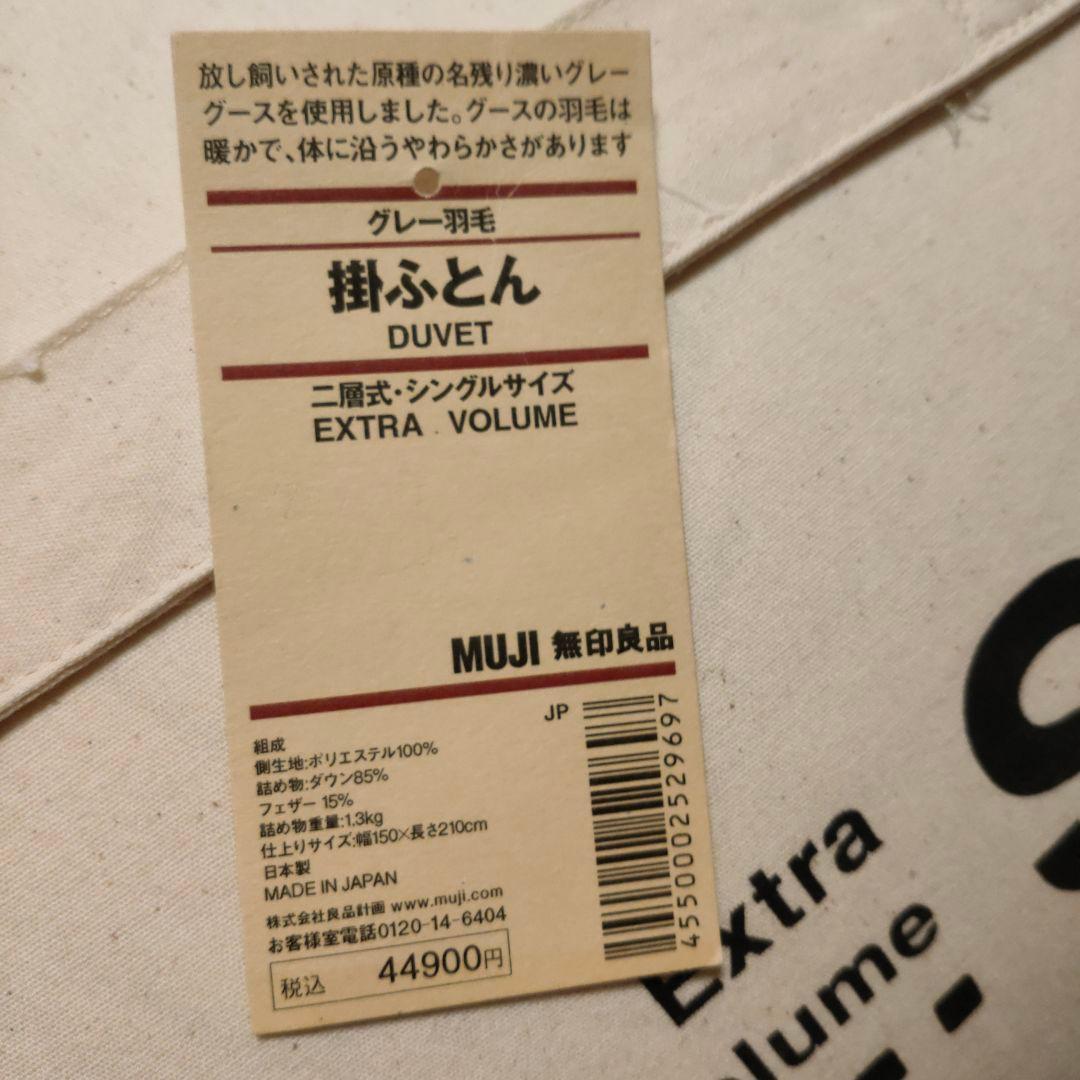 放し飼いされた原種の名残り濃いグレー
グースを使用しました。グースの羽毛は
暖かで、体に沿うやわらかさがあります
グレー羽毛
掛ふとん
DUVET
二層式・シングルサイズ
EXTRA VOLUME
MUJI 無印良品
JP
4550002529697
組成
側生地:ポリエステル100%
詰め物:ダウン85%
フェザー 15%
詰め物重量:1.3kg
仕上りサイズ:幅150×長さ210cm
日本製
MADE IN JAPAN
株式会社良品計画 www.muji.com
お客様室電話0120-14-6404
税込 44900円
S
Extra
olume